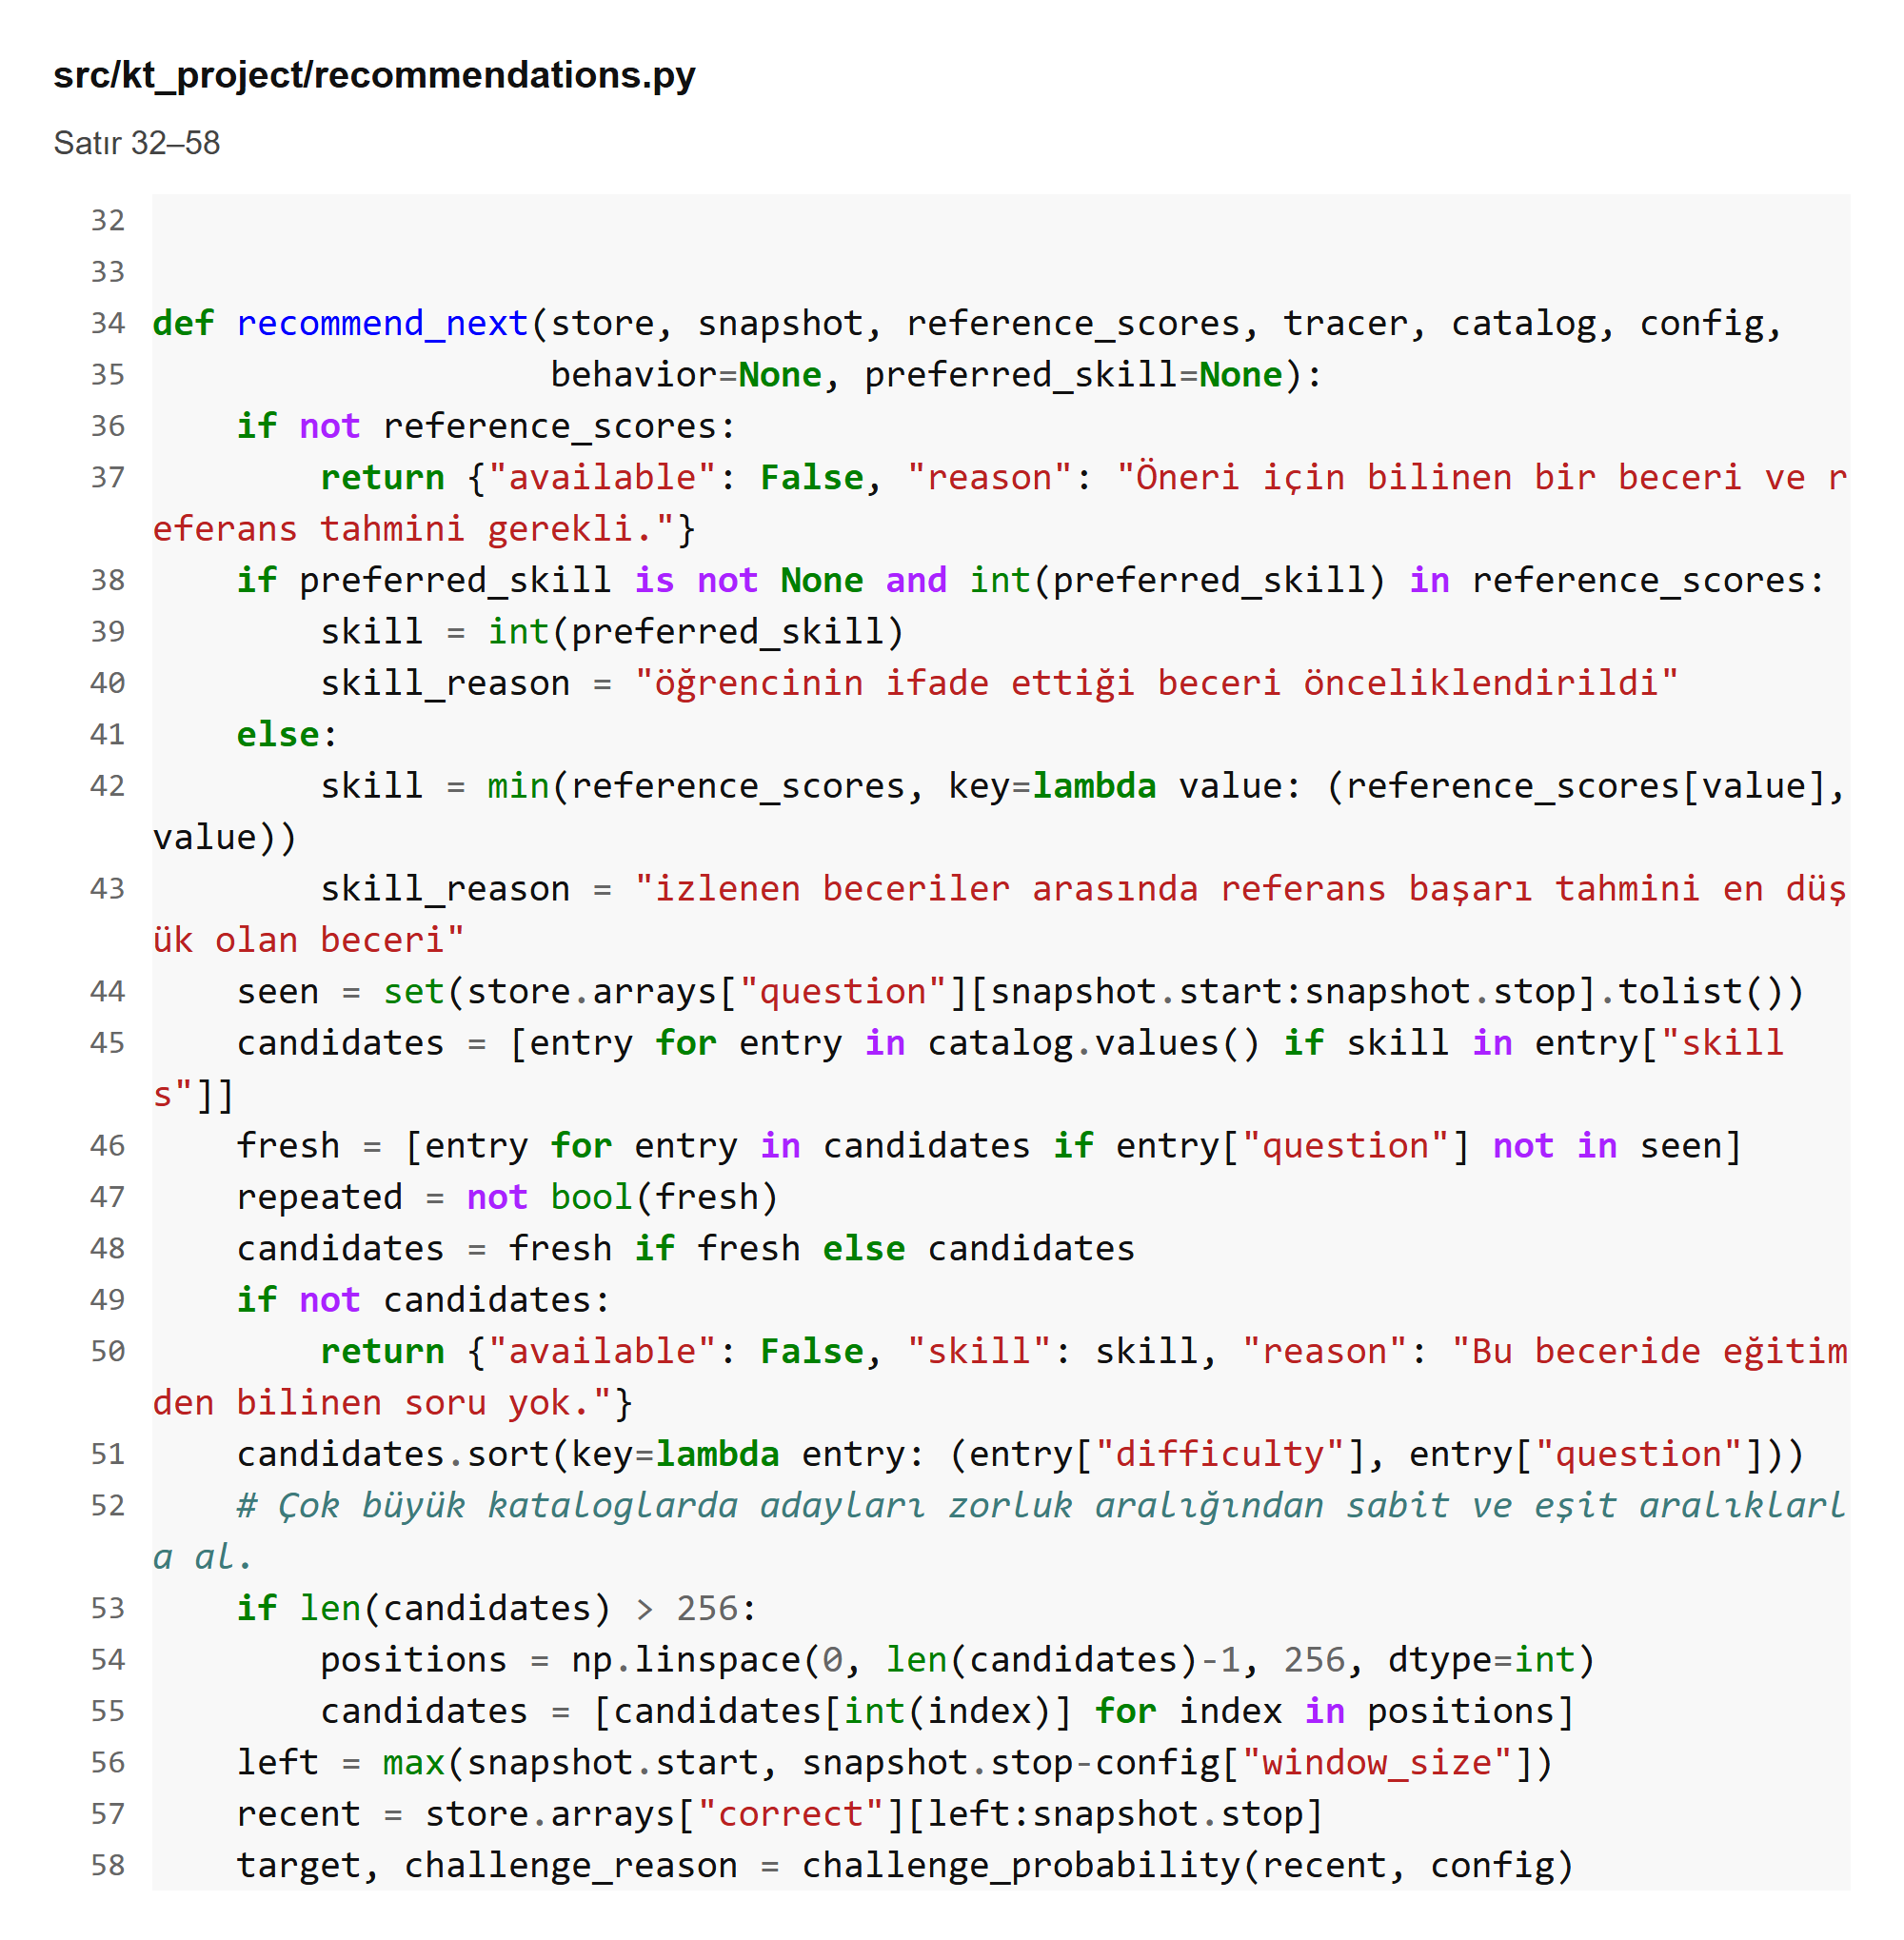 src/kt_project/recommendations.py
Satır 32–58
32
33
34 def recommend_next(store, snapshot, reference_scores, tracer, catalog, config,
35                    behavior=None, preferred_skill=None):
36     if not reference_scores:
37         return {"available": False, "reason": "Öneri için bilinen bir beceri ve r
eferans tahmini gerekli."}
38     if preferred_skill is not None and int(preferred_skill) in reference_scores:
39         skill = int(preferred_skill)
40         skill_reason = "öğrencinin ifade ettiği beceri önceliklendirildi"
41     else:
42         skill = min(reference_scores, key=lambda value: (reference_scores[value],
value))
43         skill_reason = "izlenen beceriler arasında referans başarı tahmini en düş
ük olan beceri"
44     seen = set(store.arrays["question"][snapshot.start:snapshot.stop].tolist())
45     candidates = [entry for entry in catalog.values() if skill in entry["skill
s"]]
46     fresh = [entry for entry in candidates if entry["question"] not in seen]
47     repeated = not bool(fresh)
48     candidates = fresh if fresh else candidates
49     if not candidates:
50         return {"available": False, "skill": skill, "reason": "Bu beceride eğitim
den bilinen soru yok."}
51     candidates.sort(key=lambda entry: (entry["difficulty"], entry["question"]))
52     # Çok büyük kataloglarda adayları zorluk aralığından sabit ve eşit aralıklarl
a al.
53     if len(candidates) > 256:
54         positions = np.linspace(0, len(candidates)-1, 256, dtype=int)
55         candidates = [candidates[int(index)] for index in positions]
56     left = max(snapshot.start, snapshot.stop-config["window_size"])
57     recent = store.arrays["correct"][left:snapshot.stop]
58     target, challenge_reason = challenge_probability(recent, config)